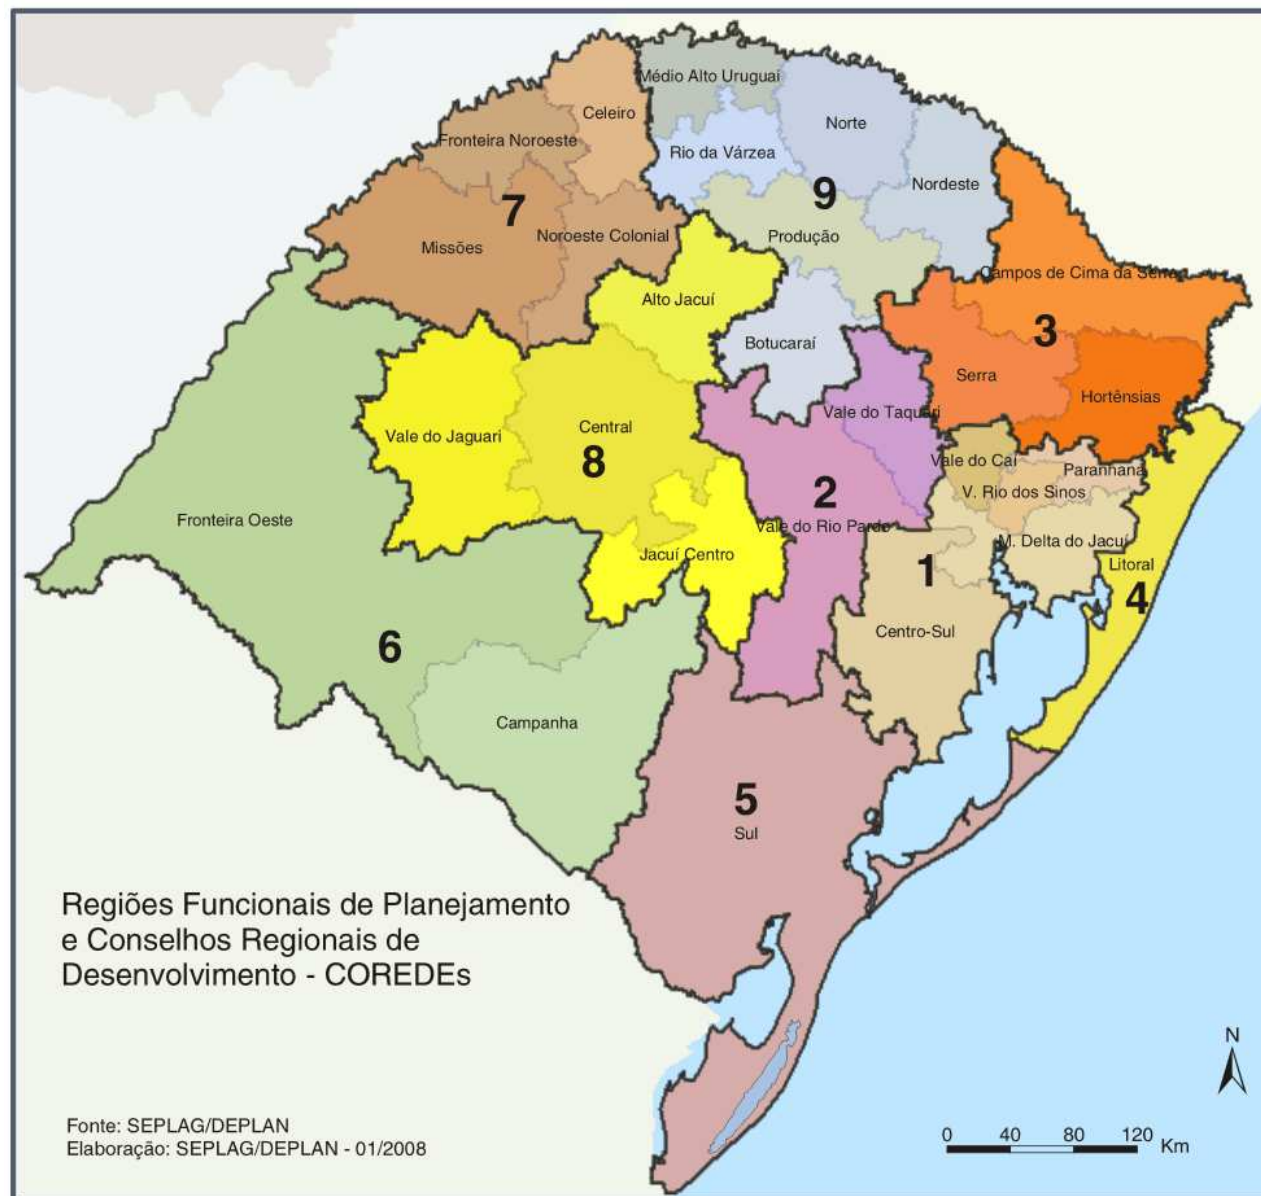 Médio Alto Uruguai
Celeiro
Norte
Fronteira Noroeste
Rio da Várzea
Nordeste
9
7
Missões
Noroeste Colonial
Produção
Campos de Cima da Serra
Alto Jacuí
3
Botucaraí
Serra
Hortênsias
Vale do Taquari
Central
Vale do Jaguari
8
Vale do Caí
Paranhana
V. Rio dos Sinos
2
Fronteira Oeste
Vale do Rio Pardo
M. Delta do Jacuí
Jacuí Centro
Litoral
1
4
Centro-Sul
6
Campanha
5
Sul
Regiões Funcionais de Planejamento
e Conselhos Regionais de
Desenvolvimento - COREDEs
N
Fonte: SEPLAG/DEPLAN
Elaboração: SEPLAG/DEPLAN - 01/2008
0 40 80 120 Km